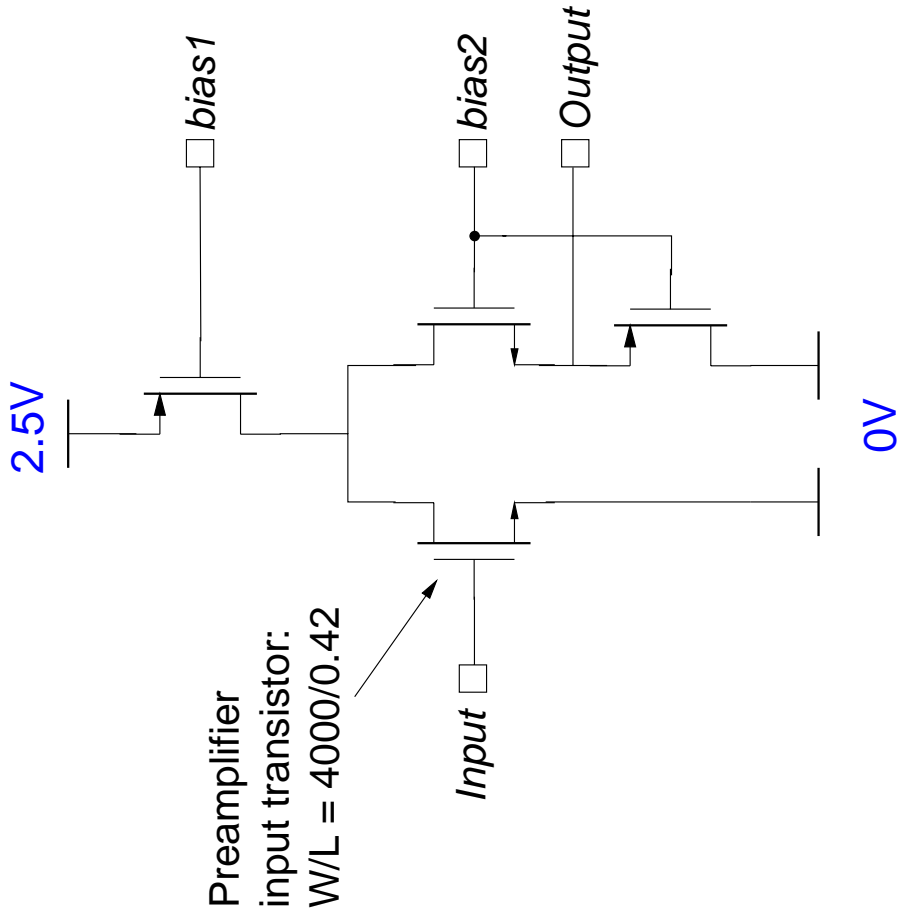 2.5V
bias1
Preamplifier
input transistor:
W/L = 4000/0.42
Input
bias2
Output
0V